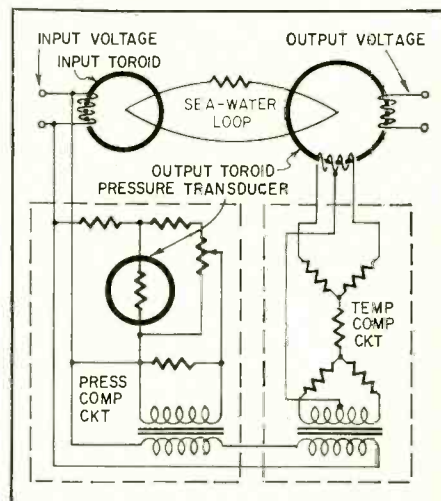 INPUT VOLTAGE
INPUT TOROID
OUTPUT VOLTAGE
SEA-WATER
LOOP
OUTPUT TOROID
PRESSURE TRANSDUCER
TEMP
COMP
CKT
PRESS
COMP
CKT